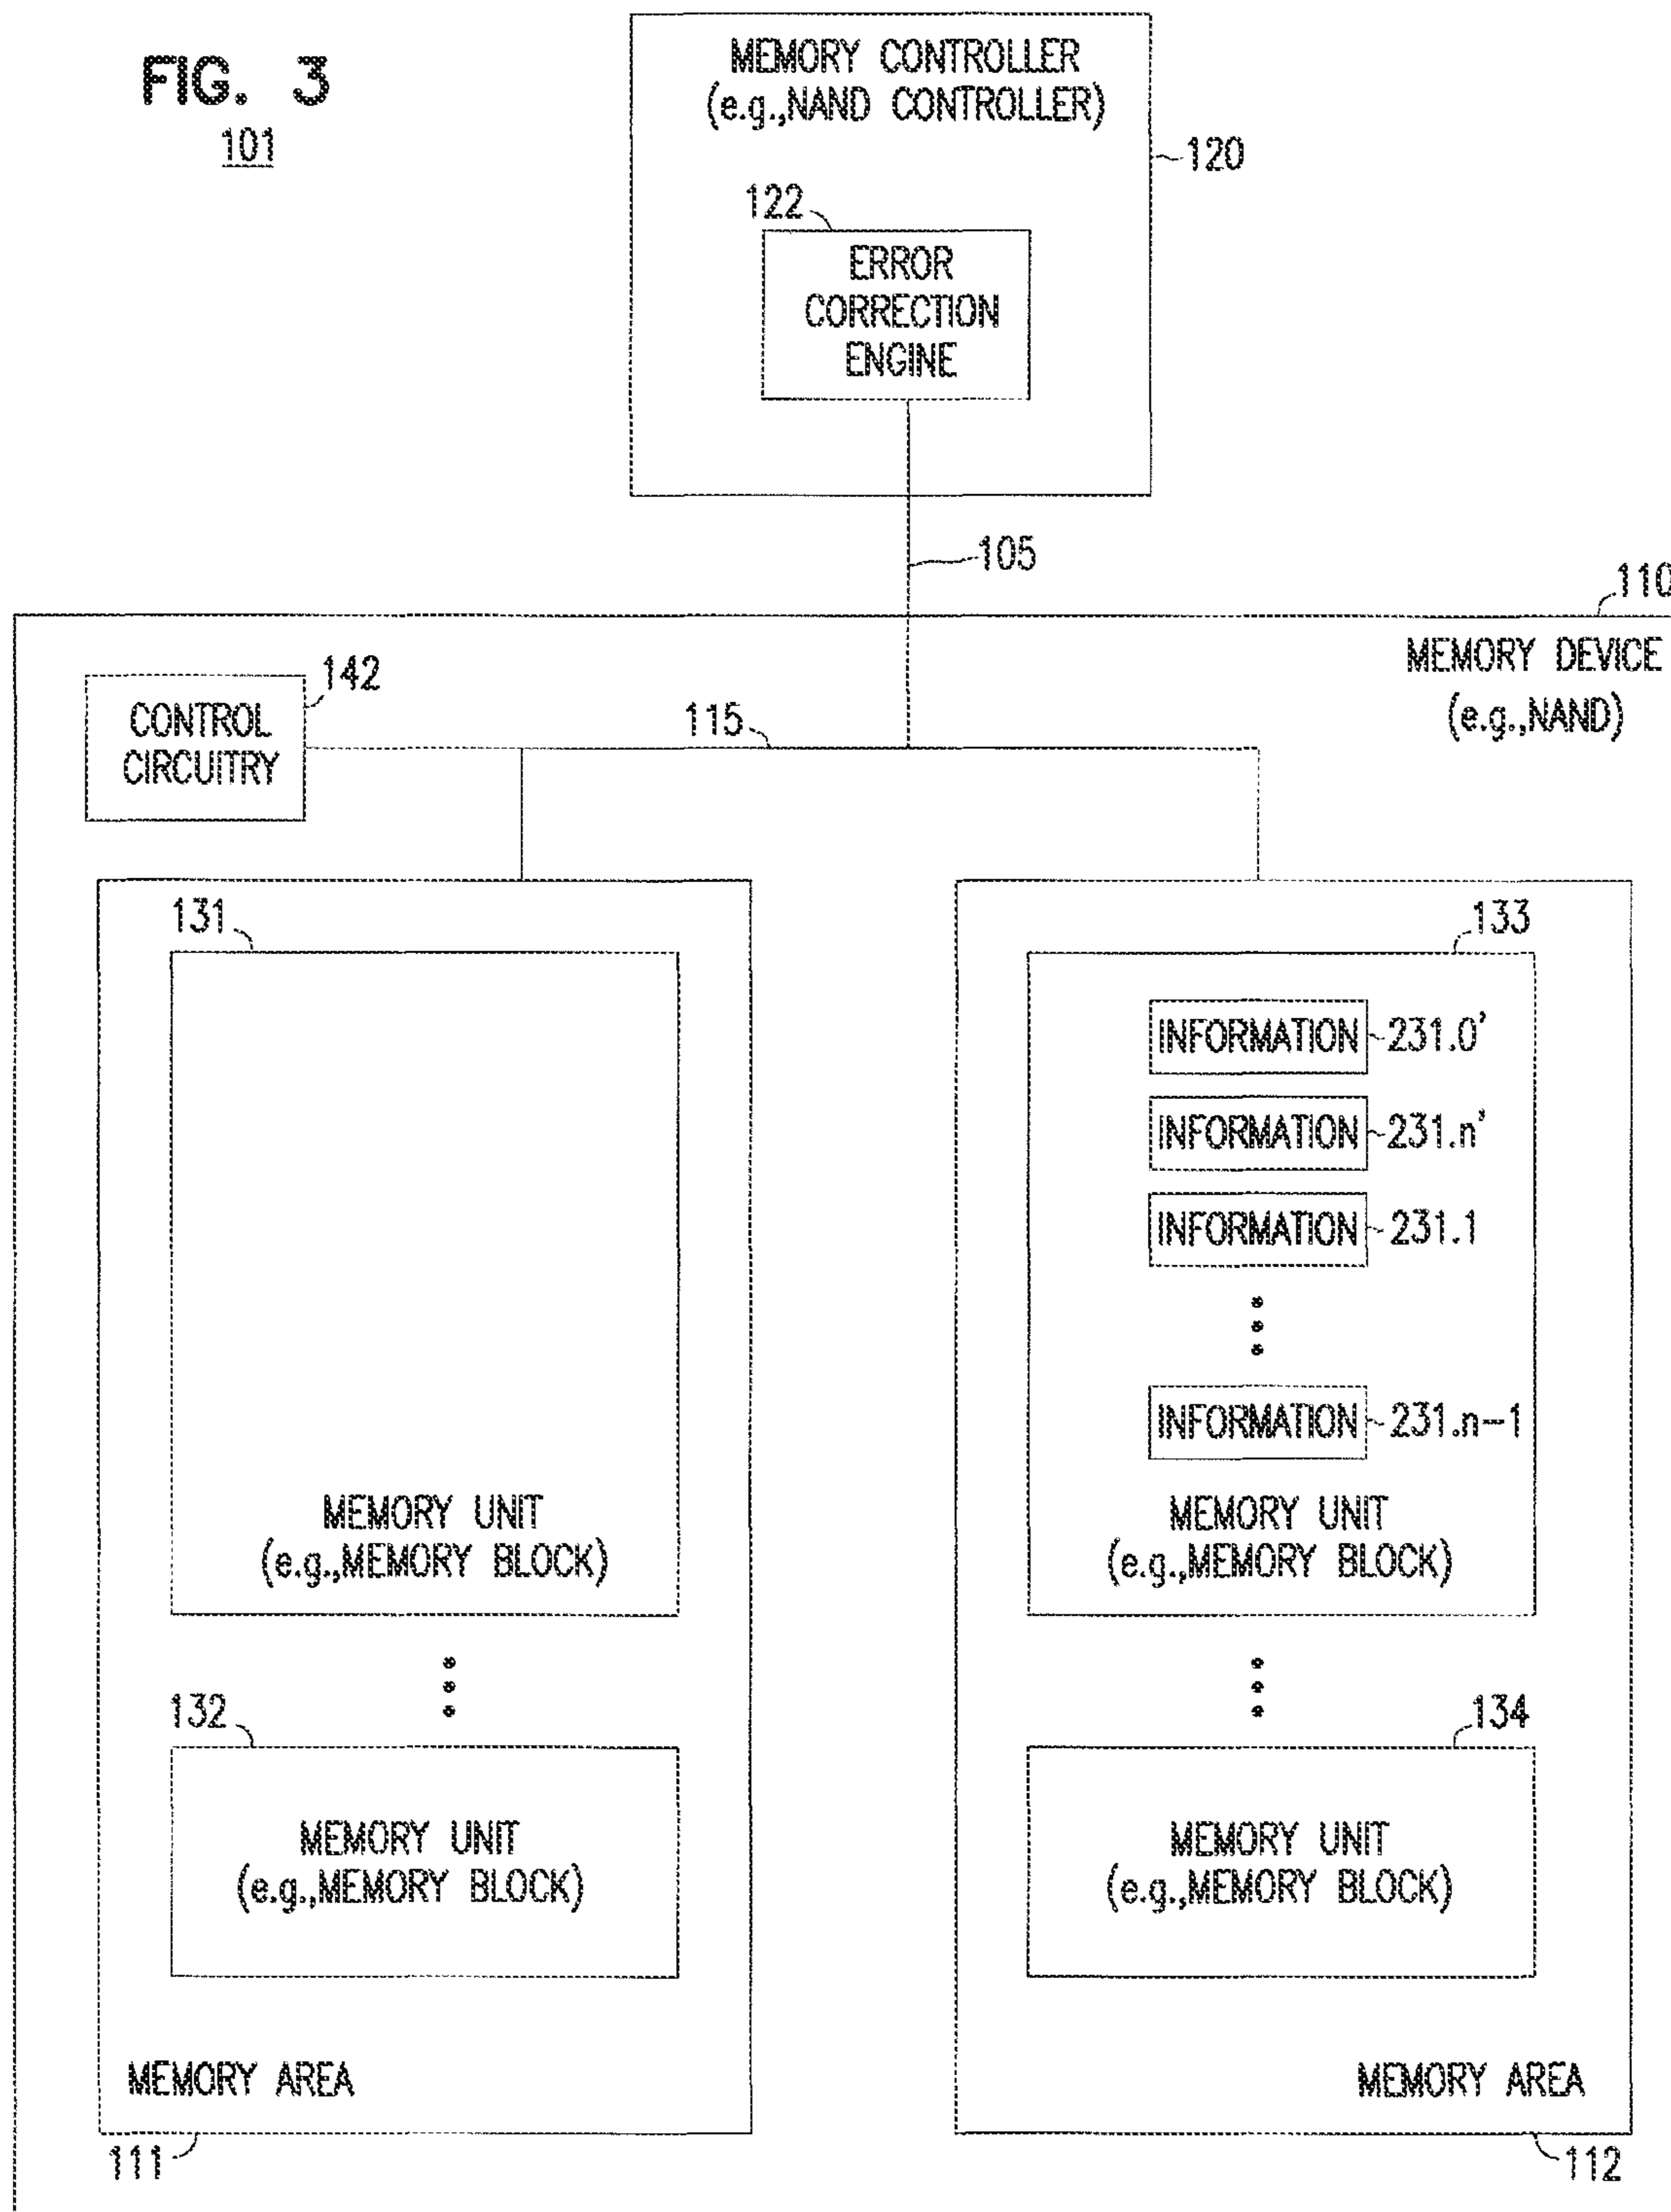 FIG. 3
101
MEMORY CONTROLLER
(e.g.,NAND CONTROLLER)
120
122
ERROR
CORRECTION
ENGINE
105
110
MEMORY DEVICE
(e.g.,NAND)
142
CONTROL
CIRCUITRY
115
131
MEMORY UNIT
(e.g.,MEMORY BLOCK)
132
MEMORY UNIT
(e.g.,MEMORY BLOCK)
MEMORY AREA
111
133
INFORMATION 231.0'
INFORMATION 231.n'
INFORMATION 231.1
INFORMATION 231.n-1
MEMORY UNIT
(e.g.,MEMORY BLOCK)
134
MEMORY UNIT
(e.g.,MEMORY BLOCK)
MEMORY AREA
112